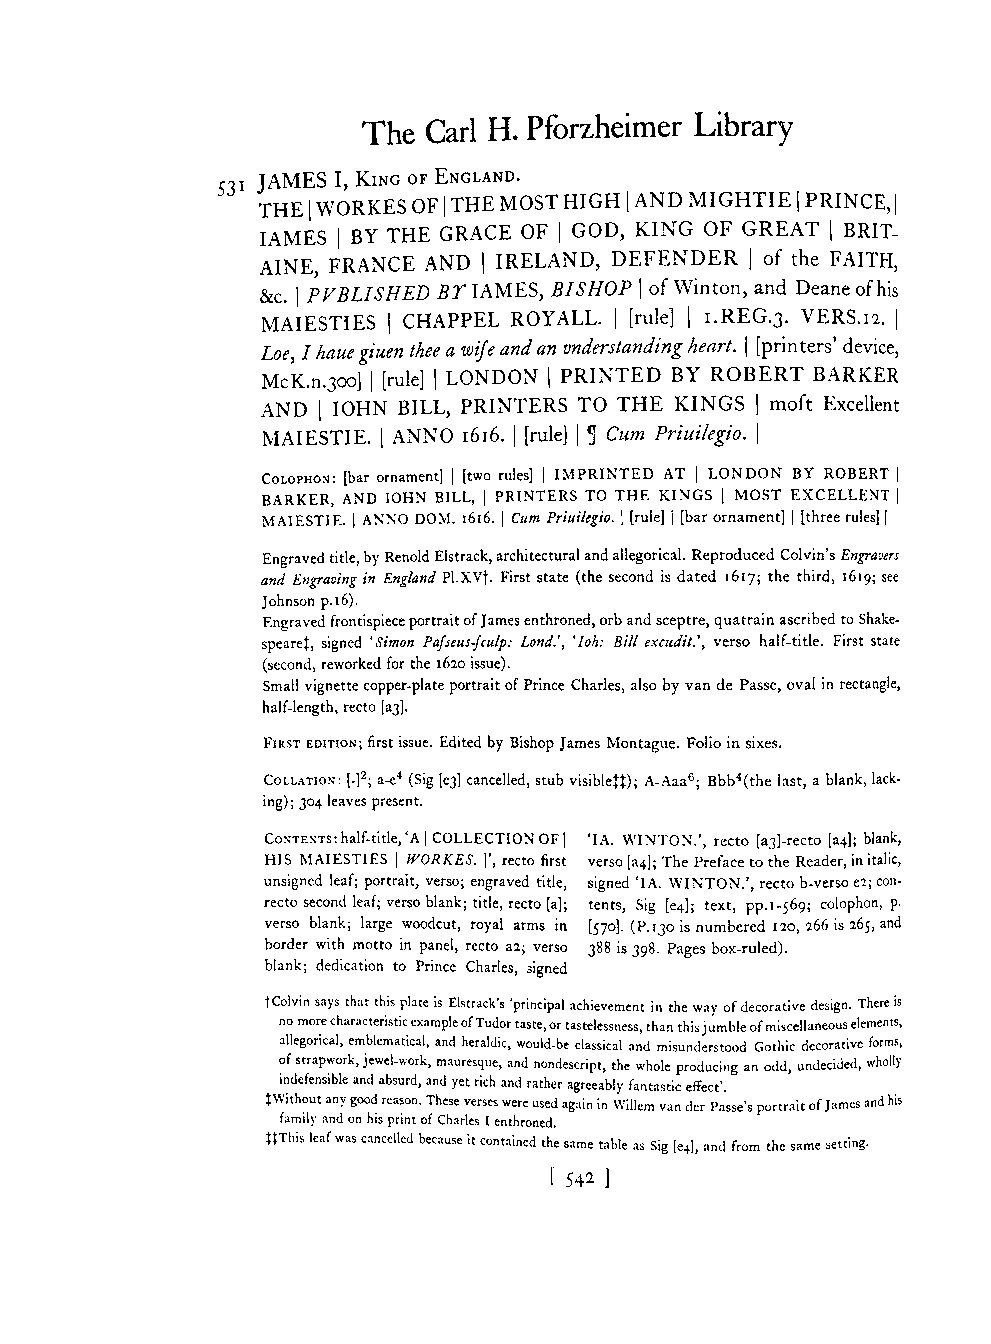 The Carl H. Pforzheimer Library
531 JAMES I, KING OF ENGLAND.
THE | WORKES OF | THE MOST HIGH | AND MIGHTIE | PRINCE, |
IAMES | BY THE GRACE OF | GOD, KING OF GREAT | BRIT-
AINE, FRANCE AND | IRELAND, DEFENDER | of the FAITH,
&c. | PVBLISHED BY IAMES, BISHOP | of Winton, and Deane of his
MAIESTIES | CHAPPEL ROYALL. | [rule] | 1.REG.3. VERS.12. |
Loe, I haue giuen thee a wise and an vnderstanding heart. | [printers' device,
McK.n.300] | [rule] | LONDON | PRINTED BY ROBERT BARKER
AND | IOHN BILL, PRINTERS TO THE KINGS | moſt Excellent
MAIESTIE. | ANNO 1616. | [rule] | ¶ Cum Priuilegio. |
COLOPHON: [bar ornament] | [two rules] | IMPRINTED AT | LONDON BY ROBERT |
BARKER, AND IOHN BILL, | PRINTERS TO THE KINGS | MOST EXCELLENT |
MAIESTIE. | ANNO DOM. 1616. | Cum Priuilegio. | [rule] | [bar ornament] | [three rules] |
Engraved title, by Renold Elstrack, architectural and allegorical. Reproduced Colvin's Engravers
and Engraving in England Pl.XV†. First state (the second is dated 1617; the third, 1619; see
Johnson p.16).
Engraved frontispiece portrait of James enthroned, orb and sceptre, quatrain ascribed to Shake-
speare‡, signed 'Simon Paſseus·ſculp: Lond.', 'Ioh: Bill excudit.', verso half-title. First state
(second, reworked for the 1620 issue).
Small vignette copper-plate portrait of Prince Charles, also by van de Passe, oval in rectangle,
half-length, recto [a3].
FIRST EDITION; first issue. Edited by Bishop James Montague. Folio in sixes.
COLLATION: [-]²; a-e⁴ (Sig [e3] cancelled, stub visible‡‡); A-Aaa⁶; Bbb⁴(the last, a blank, lack-
ing); 304 leaves present.
CONTENTS: half-title, 'A | COLLECTION OF |
HIS MAIESTIES | WORKES. |', recto first
unsigned leaf; portrait, verso; engraved title,
recto second leaf; verso blank; title, recto [a];
verso blank; large woodcut, royal arms in
border with motto in panel, recto a2; verso
blank; dedication to Prince Charles, signed
'IA. WINTON.', recto [a3]-recto [a4]; blank,
verso [a4]; The Preface to the Reader, in italic,
signed 'IA. WINTON.', recto b-verso e2; con-
tents, Sig [e4]; text, pp.1-569; colophon, p.
[570]. (P.130 is numbered 120, 266 is 265, and
388 is 398. Pages box-ruled).
†Colvin says that this plate is Elstrack's 'principal achievement in the way of decorative design. There is
no more characteristic example of Tudor taste, or tastelessness, than this jumble of miscellaneous elements,
allegorical, emblematical, and heraldic, would-be classical and misunderstood Gothic decorative forms,
of strapwork, jewel-work, mauresque, and nondescript, the whole producing an odd, undecided, wholly
indefensible and absurd, and yet rich and rather agreeably fantastic effect'.
‡Without any good reason. These verses were used again in Willem van der Passe's portrait of James and his
family and on his print of Charles I enthroned.
‡‡This leaf was cancelled because it contained the same table as Sig [e4], and from the same setting.
[ 542 ]